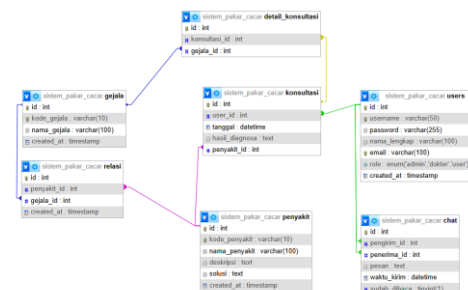 sistem_pakar_cacar detail_konsultasi
id : int
konsultasi_id : int
gejala_id : int
sistem_pakar_cacar gejala
id : int
kode_gejala : varchar(10)
nama_gejala : varchar(100)
created_at : timestamp
sistem_pakar_cacar konsultasi
id : int
user_id : int
tanggal : datetime
hasil_diagnosa : text
penyakit_id : int
sistem_pakar_cacar users
id : int
username : varchar(50)
password : varchar(255)
nama_lengkap : varchar(100)
email : varchar(100)
role : enum('admin','dokter','user')
created_at : timestamp
sistem_pakar_cacar relasi
id : int
penyakit_id : int
gejala_id : int
created_at : timestamp
sistem_pakar_cacar penyakit
id : int
kode_penyakit : varchar(10)
nama_penyakit : varchar(100)
deskripsi : text
solusi : text
created_at : timestamp
sistem_pakar_cacar chat
id : int
pengirim_id : int
penerima_id : int
pesan : text
waktu_kirim : datetime
sudah_dibaca : tinyint(1)